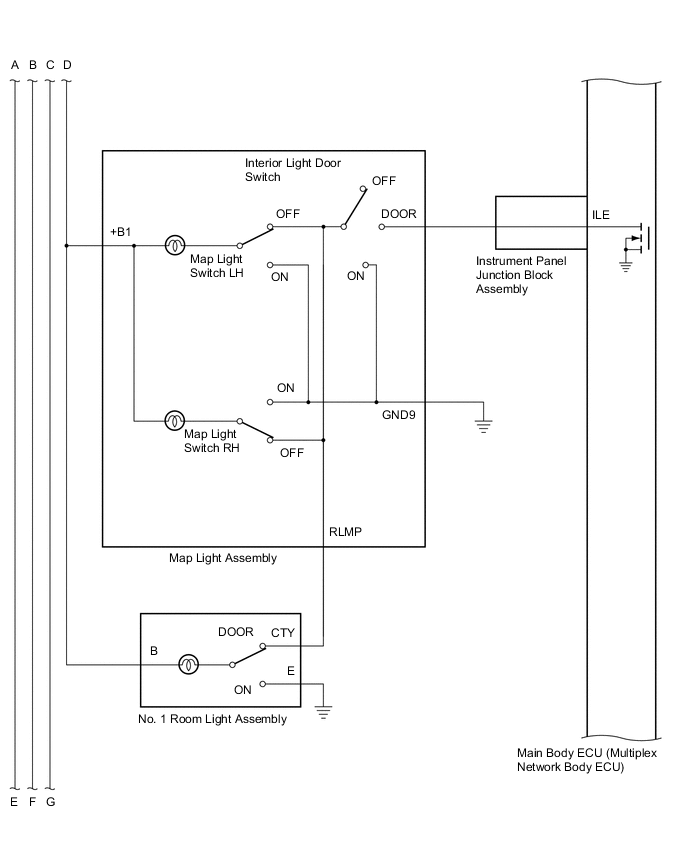 A B C D
Interior Light Door
Switch
OFF
OFF
DOOR
ILE
+B1
Map Light
Switch LH
ON
ON
Instrument Panel
Junction Block
Assembly
ON
GND9
Map Light
Switch RH
OFF
RLMP
Map Light Assembly
DOOR
CTY
B
E
ON
No. 1 Room Light Assembly
Main Body ECU (Multiplex
Network Body ECU)
E F G